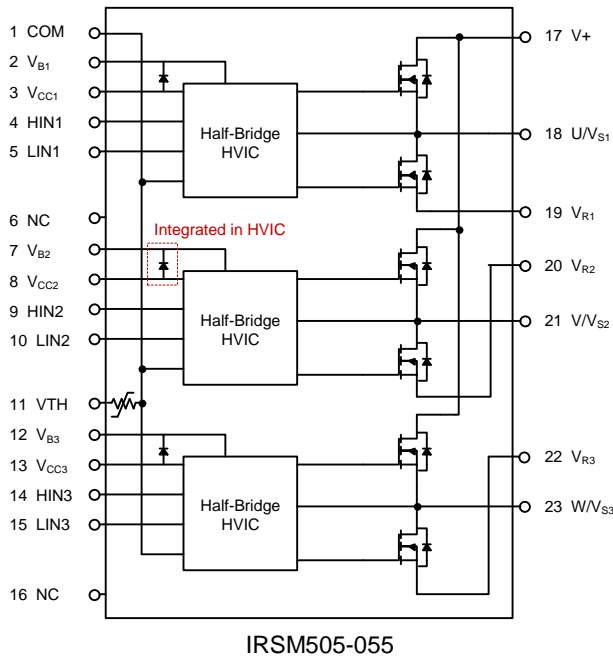 1 COM
2 VB1
3 VCC1
4 HIN1
5 LIN1
6 NC
7 VB2
8 VCC2
9 HIN2
10 LIN2
11 VTH
12 VB3
13 VCC3
14 HIN3
15 LIN3
16 NC
Half-Bridge
HVIC
Integrated in HVIC
Half-Bridge
HVIC
Half-Bridge
HVIC
17 V+
18 U/VS1
19 VR1
20 VR2
21 V/VS2
22 VR3
23 W/VS3
IRSM505-055